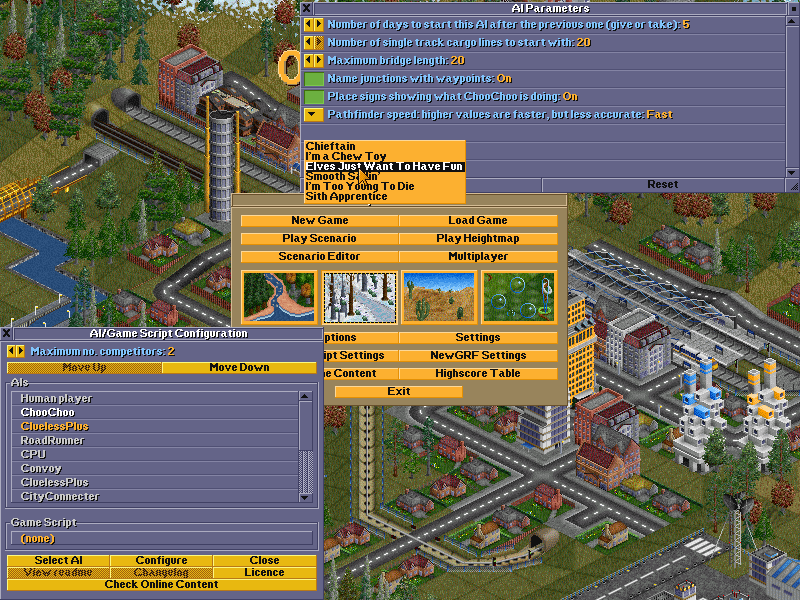 AI Parameters
Number of days to start this AI after the previous one (give or take): 5
Number of single track cargo lines to start with: 20
Maximum bridge length: 20
Name junctions with waypoints: On
Place signs showing what ChooChoo is doing: On
Pathfinder speed: higher values are faster, but less accurate: Fast
Chieftain
I'm a Chew Toy
Elves Just Want To Have Fun
Smooth
I'm Too Young To Die
Sith Apprentice
Reset
New Game
Load Game
Play Scenario
Play Heightmap
Scenario Editor
Multiplayer
ptions
Settings
ipt Settings
NewGRF Settings
ne Content
Highscore Table
Exit
AI/Game Script Configuration
Maximum no. competitors: 2
Move Up
Move Down
AIs
Human player
ChooChoo
CluelessPlus
RoadRunner
CPU
Convoy
CluelessPlus
CityConnecter
Game Script
(none)
Select AI
Configure
Close
View readme
Changelog
Licence
Check Online Content